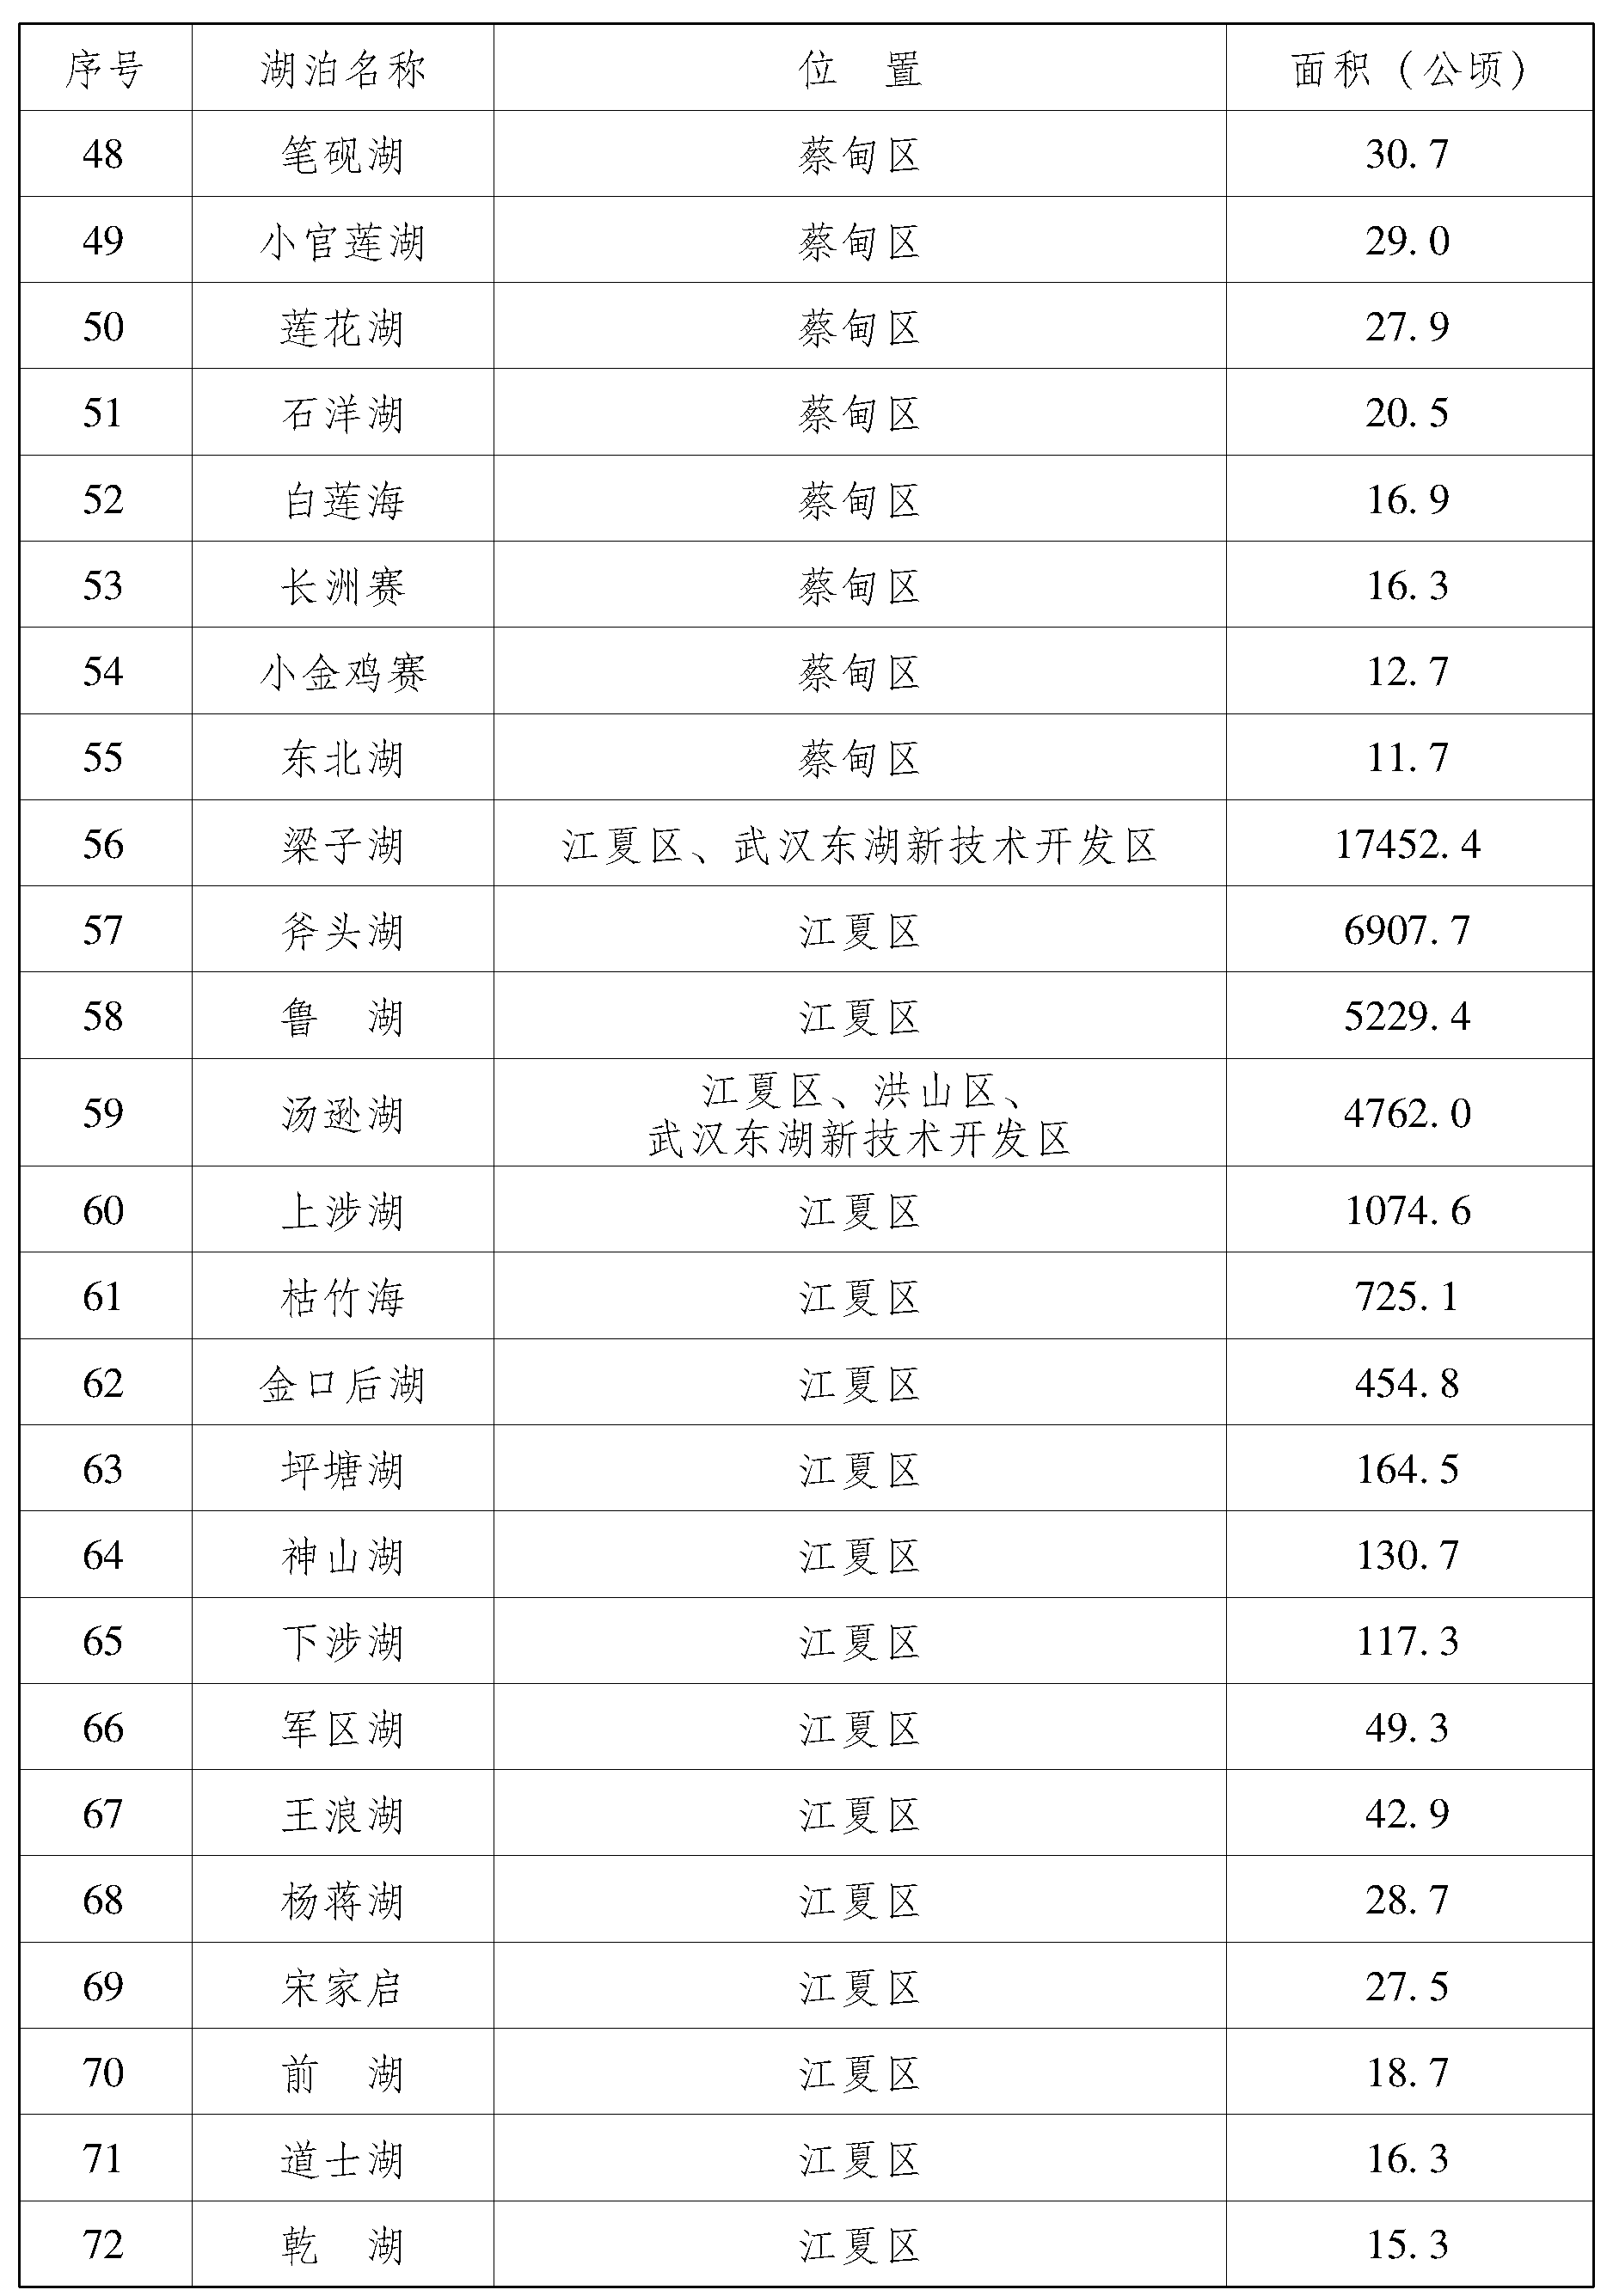 序号 湖泊名称 位 置 面积（公顷）
48 笔砚湖 蔡甸区 30.7
49 小官莲湖 蔡甸区 29.0
50 莲花湖 蔡甸区 27.9
51 石洋湖 蔡甸区 20.5
52 白莲海 蔡甸区 16.9
53 长洲赛 蔡甸区 16.3
54 小金鸡赛 蔡甸区 12.7
55 东北湖 蔡甸区 11.7
56 梁子湖 江夏区、武汉东湖新技术开发区 17452.4
57 斧头湖 江夏区 6907.7
58 鲁 湖 江夏区 5229.4
59 汤逊湖 江夏区、洪山区、
武汉东湖新技术开发区 4762.0
60 上涉湖 江夏区 1074.6
61 枯竹海 江夏区 725.1
62 金口后湖 江夏区 454.8
63 坪塘湖 江夏区 164.5
64 神山湖 江夏区 130.7
65 下涉湖 江夏区 117.3
66 军区湖 江夏区 49.3
67 王浪湖 江夏区 42.9
68 杨蒋湖 江夏区 28.7
69 宋家启 江夏区 27.5
70 前 湖 江夏区 18.7
71 道士湖 江夏区 16.3
72 乾 湖 江夏区 15.3